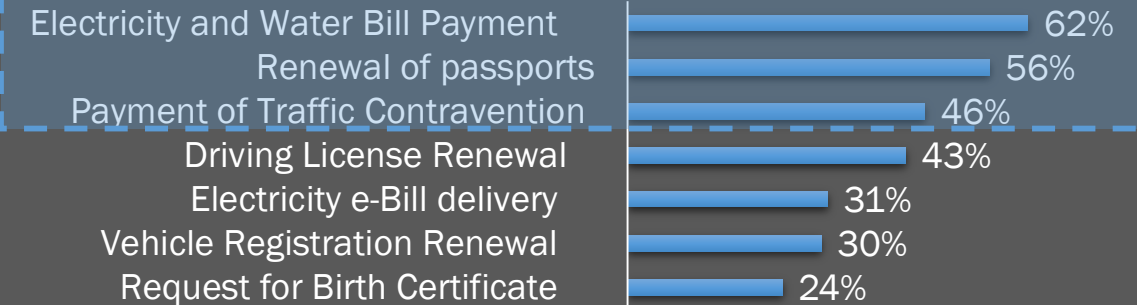 Electricity and Water Bill Payment 62%
Renewal of passports 56%
Payment of Traffic Contravention 46%
Driving License Renewal 43%
Electricity e-Bill delivery 31%
Vehicle Registration Renewal 30%
Request for Birth Certificate 24%